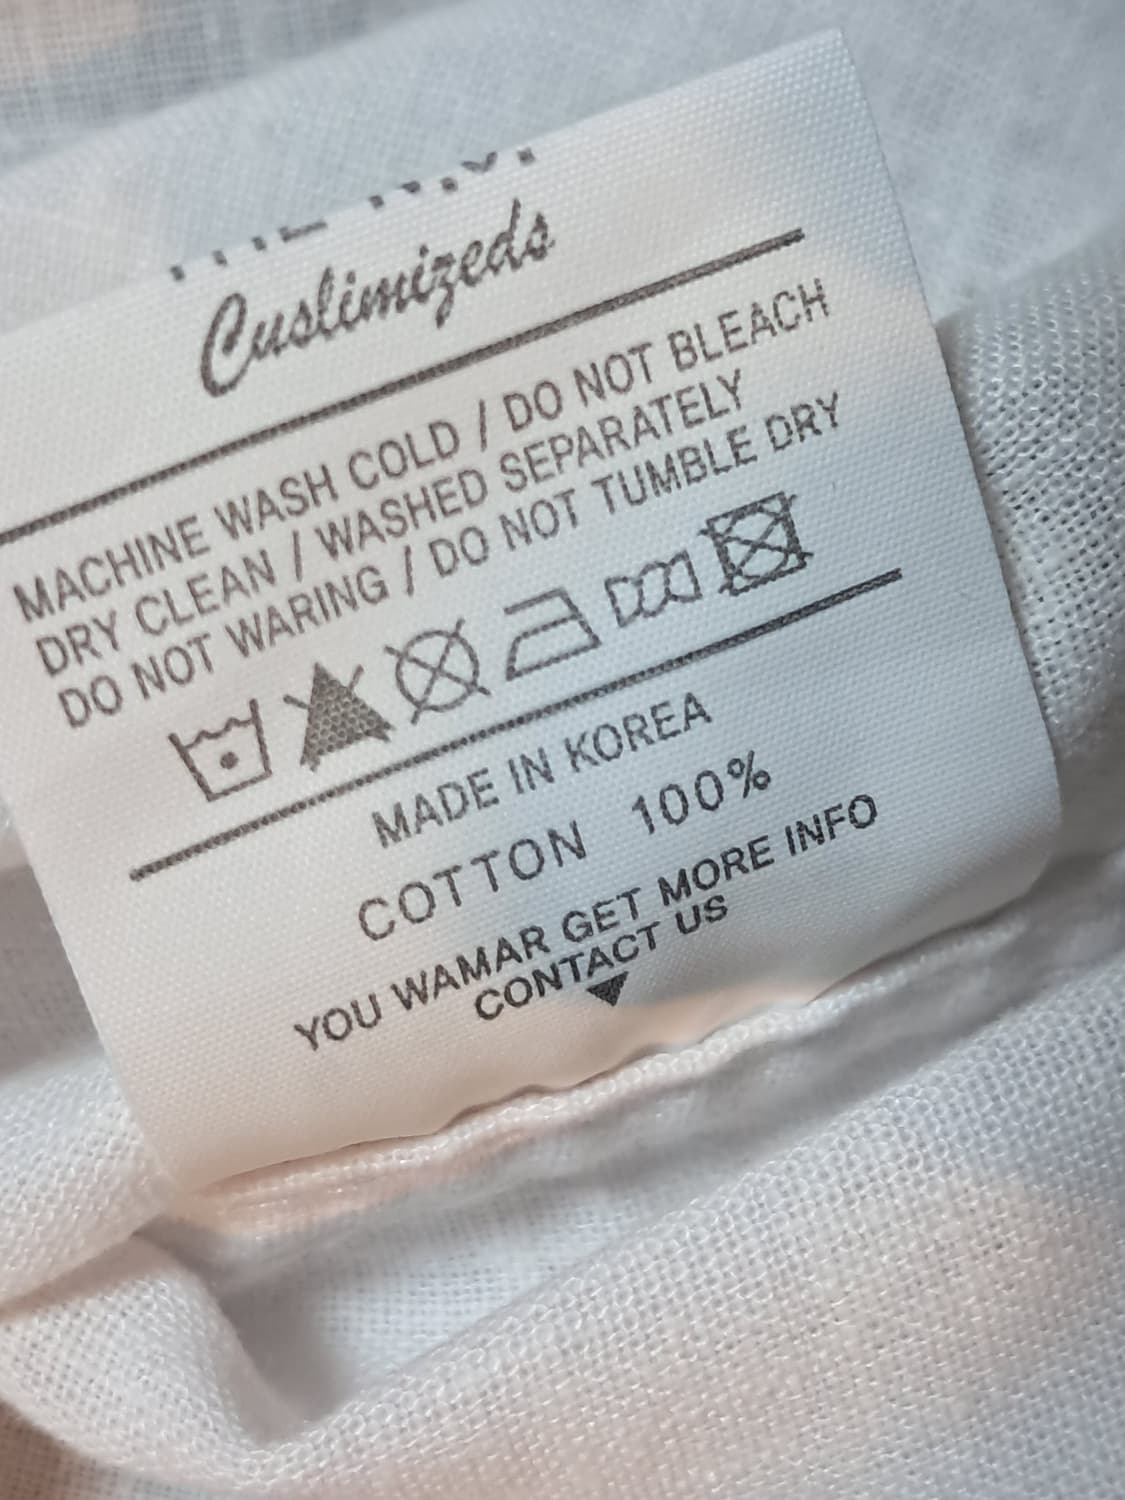 Cuslimizeds
MACHINE WASH COLD / DO NOT BLEACH
DRY CLEAN / WASHED SEPARATELY
DO NOT WARING / DO NOT TUMBLE DRY
MADE IN KOREA
COTTON 100%
YOU WAMAR GET MORE INFO
CONTACT US